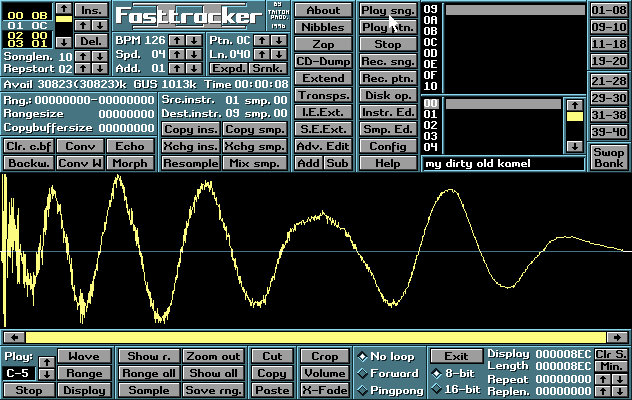 00 0B Ins.
01 0C
02 00
03 01 Del.
Songlen. 10
Repstart 02
Fasttracker
BY TRITON PROD. 1996
BPM 126 Ptn. 0C
Spd. 04 Ln. 040
Add. 01 Expd. Srnk.
Avail 30823(30823)k GUS 1013k Time 00:00:08
Rng.: 00000000-00000000
Rangesize 00000000
Copybuffersize 00000000
Src.instr. 01 smp. 00
Dest.instr. 09 smp. 00
Copy ins. Copy smp.
Clr. c.bf Conv Echo Xchg ins. Xchg smp.
Backw. Conv W Morph Resample Mix smp.
About
Nibbles
Zap
CD-Dump
Extend
Transps.
I.E.Ext.
S.E.Ext.
Adv. Edit
Add Sub
Play sng.
Play ptn.
Stop
Rec. sng.
Rec. ptn.
Disk op.
Instr. Ed.
Smp. Ed.
Config
Help
09
0A
0B
0C
0D
0E
0F
10
00
01
02
03
04
my dirty old kamel
01-08
09-10
11-18
19-20
21-28
29-30
31-38
39-40
Swap Bank
Play:
C-5
Stop
Wave
Range
Display
Show r. Zoom out
Range all Show all
Sample Save rng.
Cut
Copy
Paste
Crop
Volume
X-Fade
No loop
Forward
Pingpong
Exit
8-bit
16-bit
Display 000008EC Clr S.
Length 000008EC Min.
Repeat 00000000
Replen. 00000000